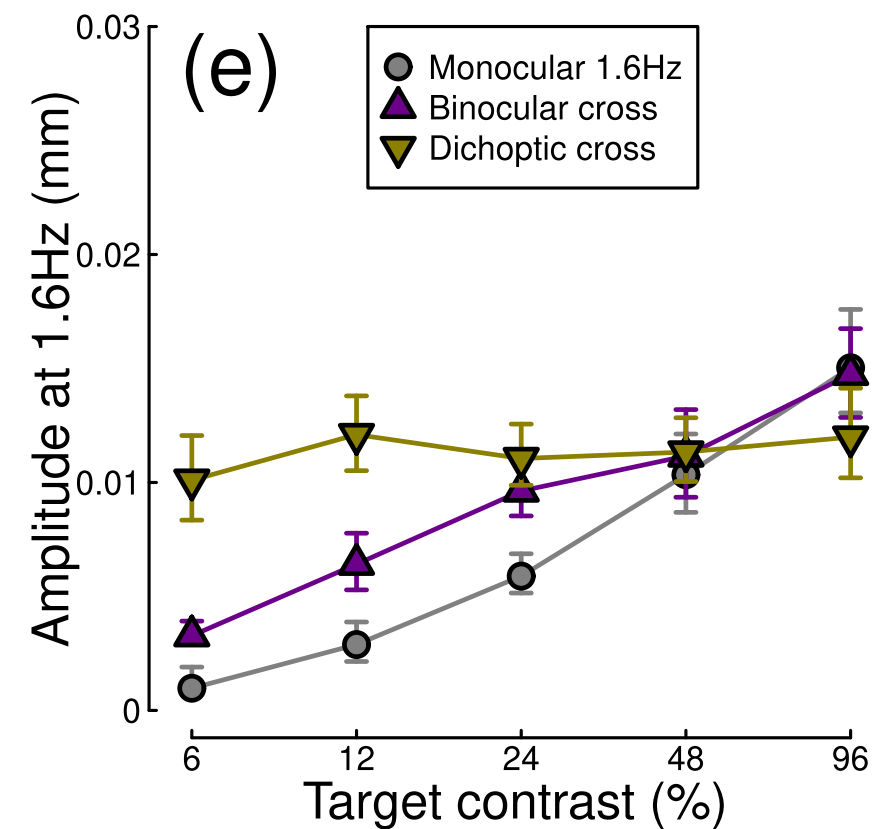 (e)
Monocular 1.6Hz
Binocular cross
Dichoptic cross
Amplitude at 1.6Hz (mm)
0.03
0.02
0.01
0
6 12 24 48 96
Target contrast (%)